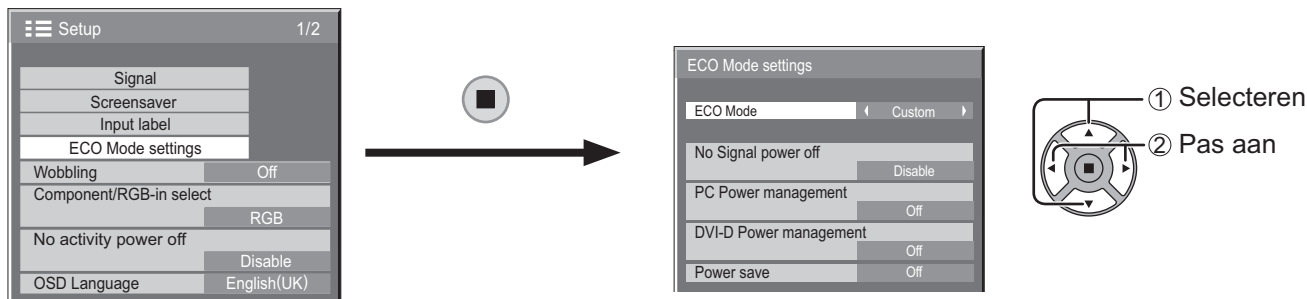 Setup 1/2
Signal
Screensaver
Input label
ECO Mode settings
Wobbling Off
Component/RGB-in select
RGB
No activity power off
Disable
OSD Language English(UK)
ECO Mode settings
ECO Mode Custom
No Signal power off
Disable
PC Power management
Off
DVI-D Power management
Off
Power save Off
① Selecteren
② Pas aan